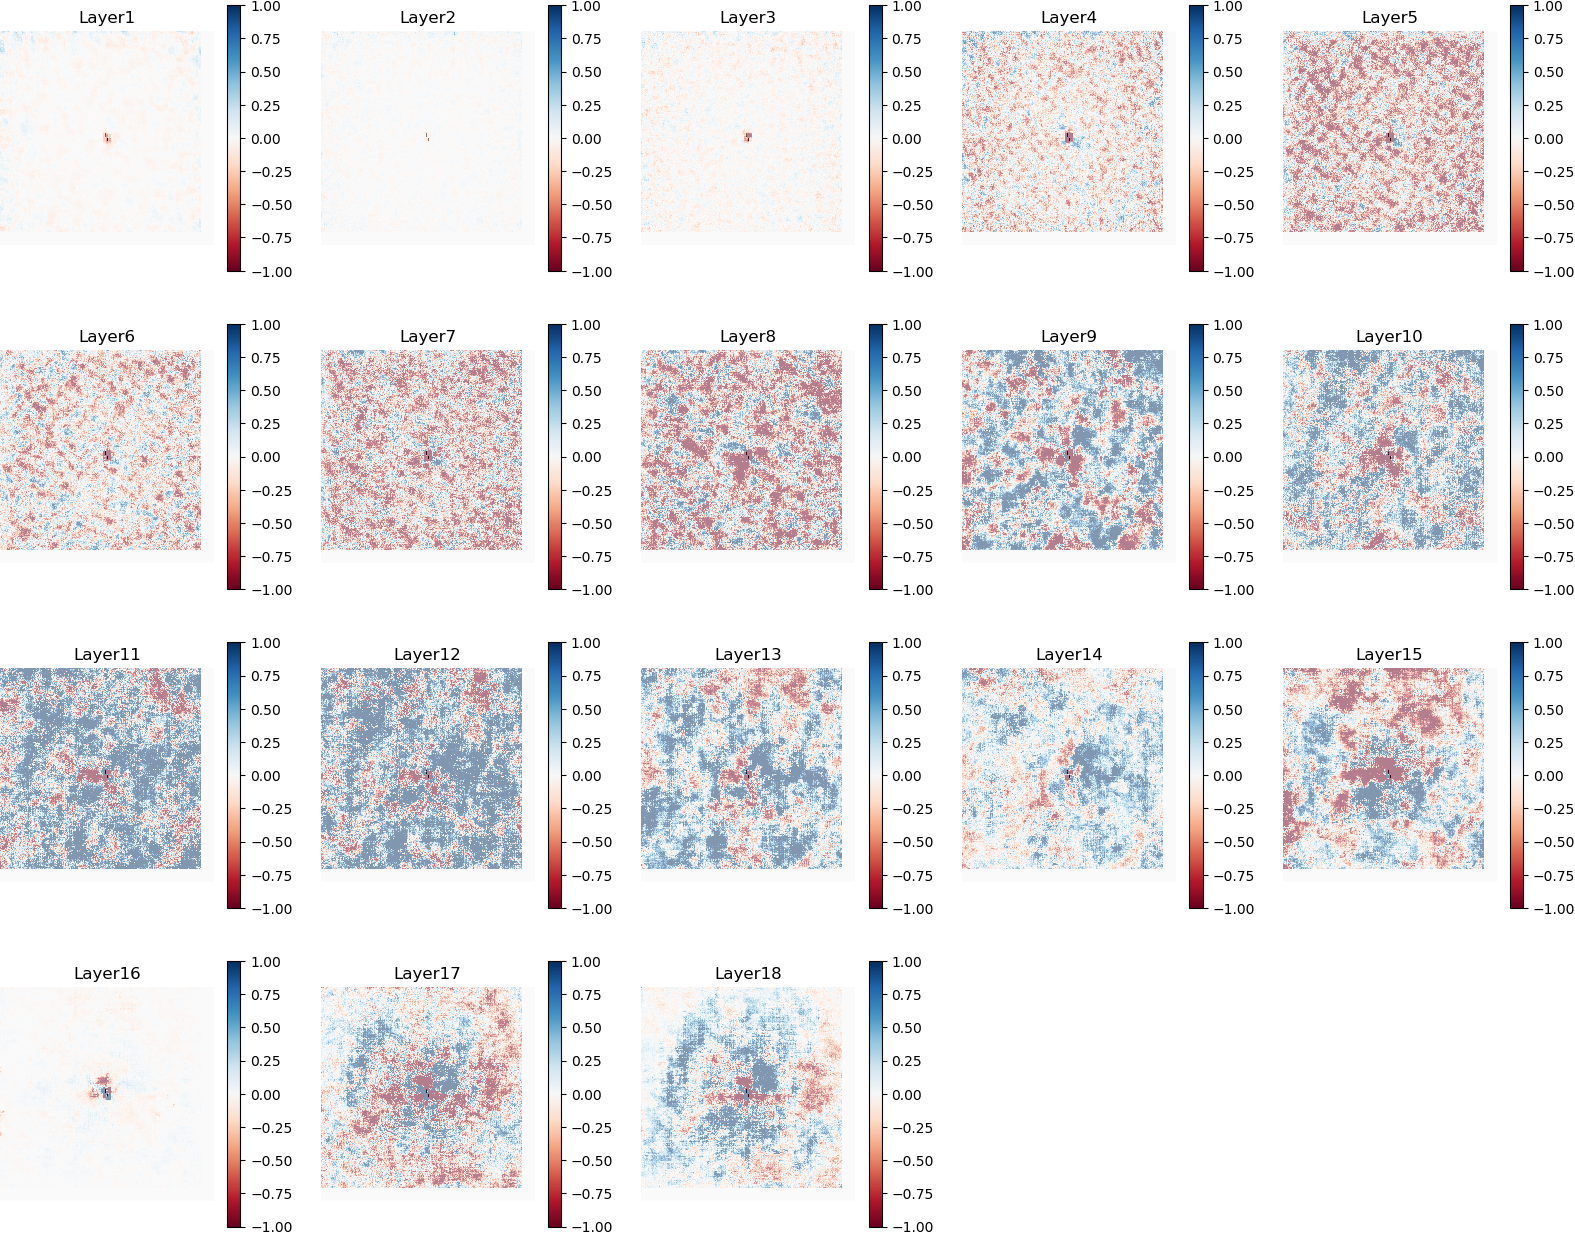 Layer1 Layer2 Layer3 Layer4 Layer5
1.00 1.00 1.00 1.00 1.00
0.75 0.75 0.75 0.75 0.75
0.50 0.50 0.50 0.50 0.50
0.25 0.25 0.25 0.25 0.25
0.00 0.00 0.00 0.00 0.00
−0.25 −0.25 −0.25 −0.25 −0.25
−0.50 −0.50 −0.50 −0.50 −0.50
−0.75 −0.75 −0.75 −0.75 −0.75
−1.00 −1.00 −1.00 −1.00 −1.00
Layer6 Layer7 Layer8 Layer9 Layer10
1.00 1.00 1.00 1.00 1.00
0.75 0.75 0.75 0.75 0.75
0.50 0.50 0.50 0.50 0.50
0.25 0.25 0.25 0.25 0.25
0.00 0.00 0.00 0.00 0.00
−0.25 −0.25 −0.25 −0.25 −0.25
−0.50 −0.50 −0.50 −0.50 −0.50
−0.75 −0.75 −0.75 −0.75 −0.75
−1.00 −1.00 −1.00 −1.00 −1.00
Layer11 Layer12 Layer13 Layer14 Layer15
1.00 1.00 1.00 1.00 1.00
0.75 0.75 0.75 0.75 0.75
0.50 0.50 0.50 0.50 0.50
0.25 0.25 0.25 0.25 0.25
0.00 0.00 0.00 0.00 0.00
−0.25 −0.25 −0.25 −0.25 −0.25
−0.50 −0.50 −0.50 −0.50 −0.50
−0.75 −0.75 −0.75 −0.75 −0.75
−1.00 −1.00 −1.00 −1.00 −1.00
Layer16 Layer17 Layer18
1.00 1.00 1.00
0.75 0.75 0.75
0.50 0.50 0.50
0.25 0.25 0.25
0.00 0.00 0.00
−0.25 −0.25 −0.25
−0.50 −0.50 −0.50
−0.75 −0.75 −0.75
−1.00 −1.00 −1.00